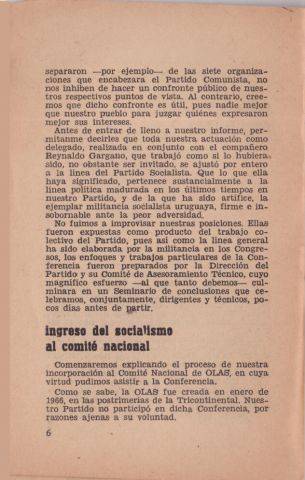 separaron —por ejemplo— de las siete organiza-
ciones que encabezara el Partido Comunista, no
nos inhiben de hacer un confronte público de nues-
tros respectivos puntos de vista. Al contrario, cree-
mos que dicho confronte es útil, pues nadie mejor
que nuestro pueblo para juzgar quiénes expresaron
mejor sus intereses.
Antes de entrar de lleno a nuestro informe, per-
mítanme decirles que toda nuestra actuación como
delegado, realizada en conjunto con el compañero
Reynaldo Gargano, que trabajó como si lo hubiera-
sido, no obstante ser invitado, se ajustó por entero
a la línea del Partido Socialista. Que lo que ella
haya significado, pertenece sustancialmente a la
línea política madurada en los últimos tiempos en
nuestro Partido, y de la que ha sido artífice, la
ejemplar militancia socialista uruguaya, firme e in-
sobornable ante la peor adversidad.
No fuimos a improvisar nuestras posiciones. Ellas
fueron expuestas como producto del trabajo co-
lectivo del Partido, pues así como la línea general
ha sido elaborada por la militancia en los Congre-
sos, los enfoques y trabajos particulares de la Con-
ferencia fueron preparados por la Dirección del
Partido y su Comité de Asesoramiento Técnico, cuyo
magnífico esfuerzo —al que tanto debemos— cul-
minara en un Seminario de conclusiones que ce-
lebramos, conjuntamente, dirigentes y técnicos, po-
cos días antes de partir.
ingreso del socialismo
al comité nacional
Comenzaremos explicando el proceso de nuestra
incorporación al Comité Nacional de OLAS, en cuya
virtud pudimos asistir a la Conferencia.
Como se sabe, la OLAS fue creada en enero de
1966, en las postrimerías de la Tricontinental. Nues-
tro Partido no participó en dicha Conferencia, por
razones ajenas a su voluntad.
6